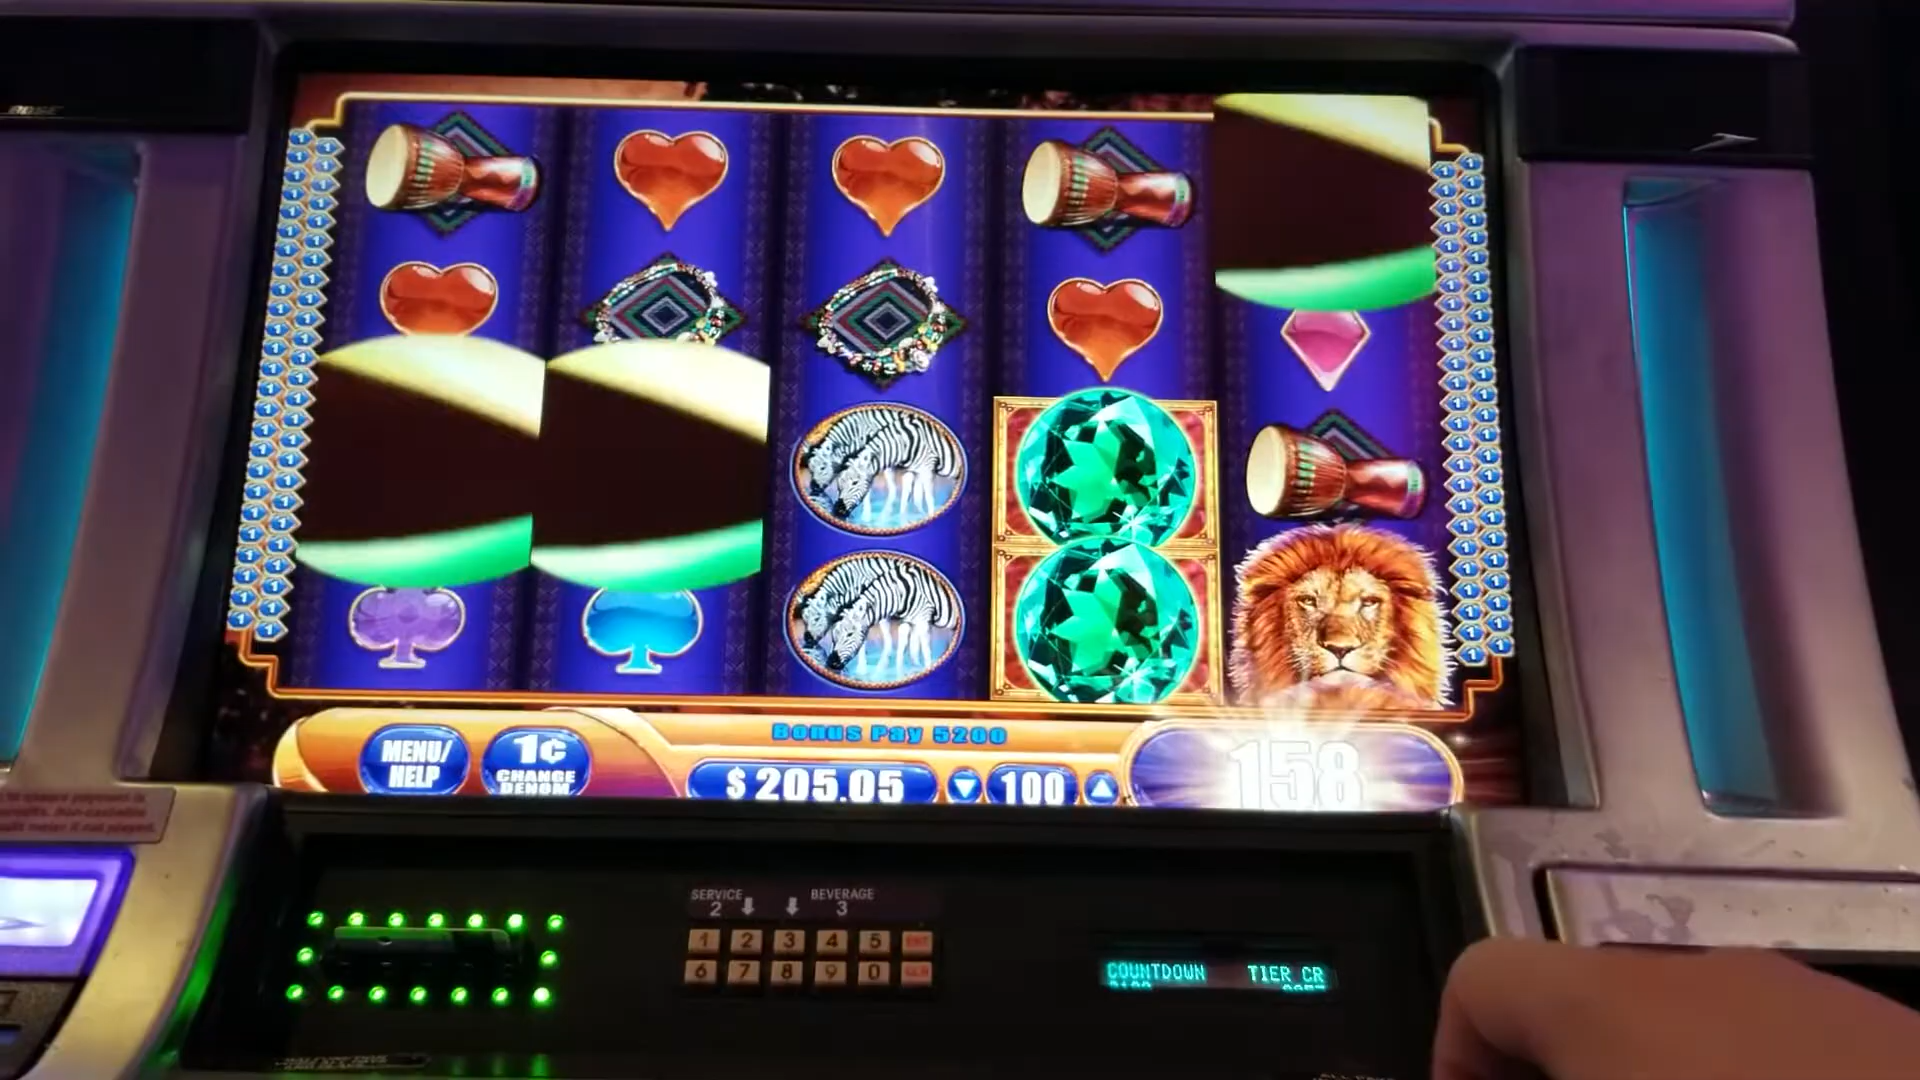 Bonus Pay 5200
MENU/
HELP
1¢
CHANGE
DENOM
$205.05
100
158
SERVICE
2
BEVERAGE
3
1 2 3 4 5
6 7 8 9 0
COUNTDOWN TIER CR